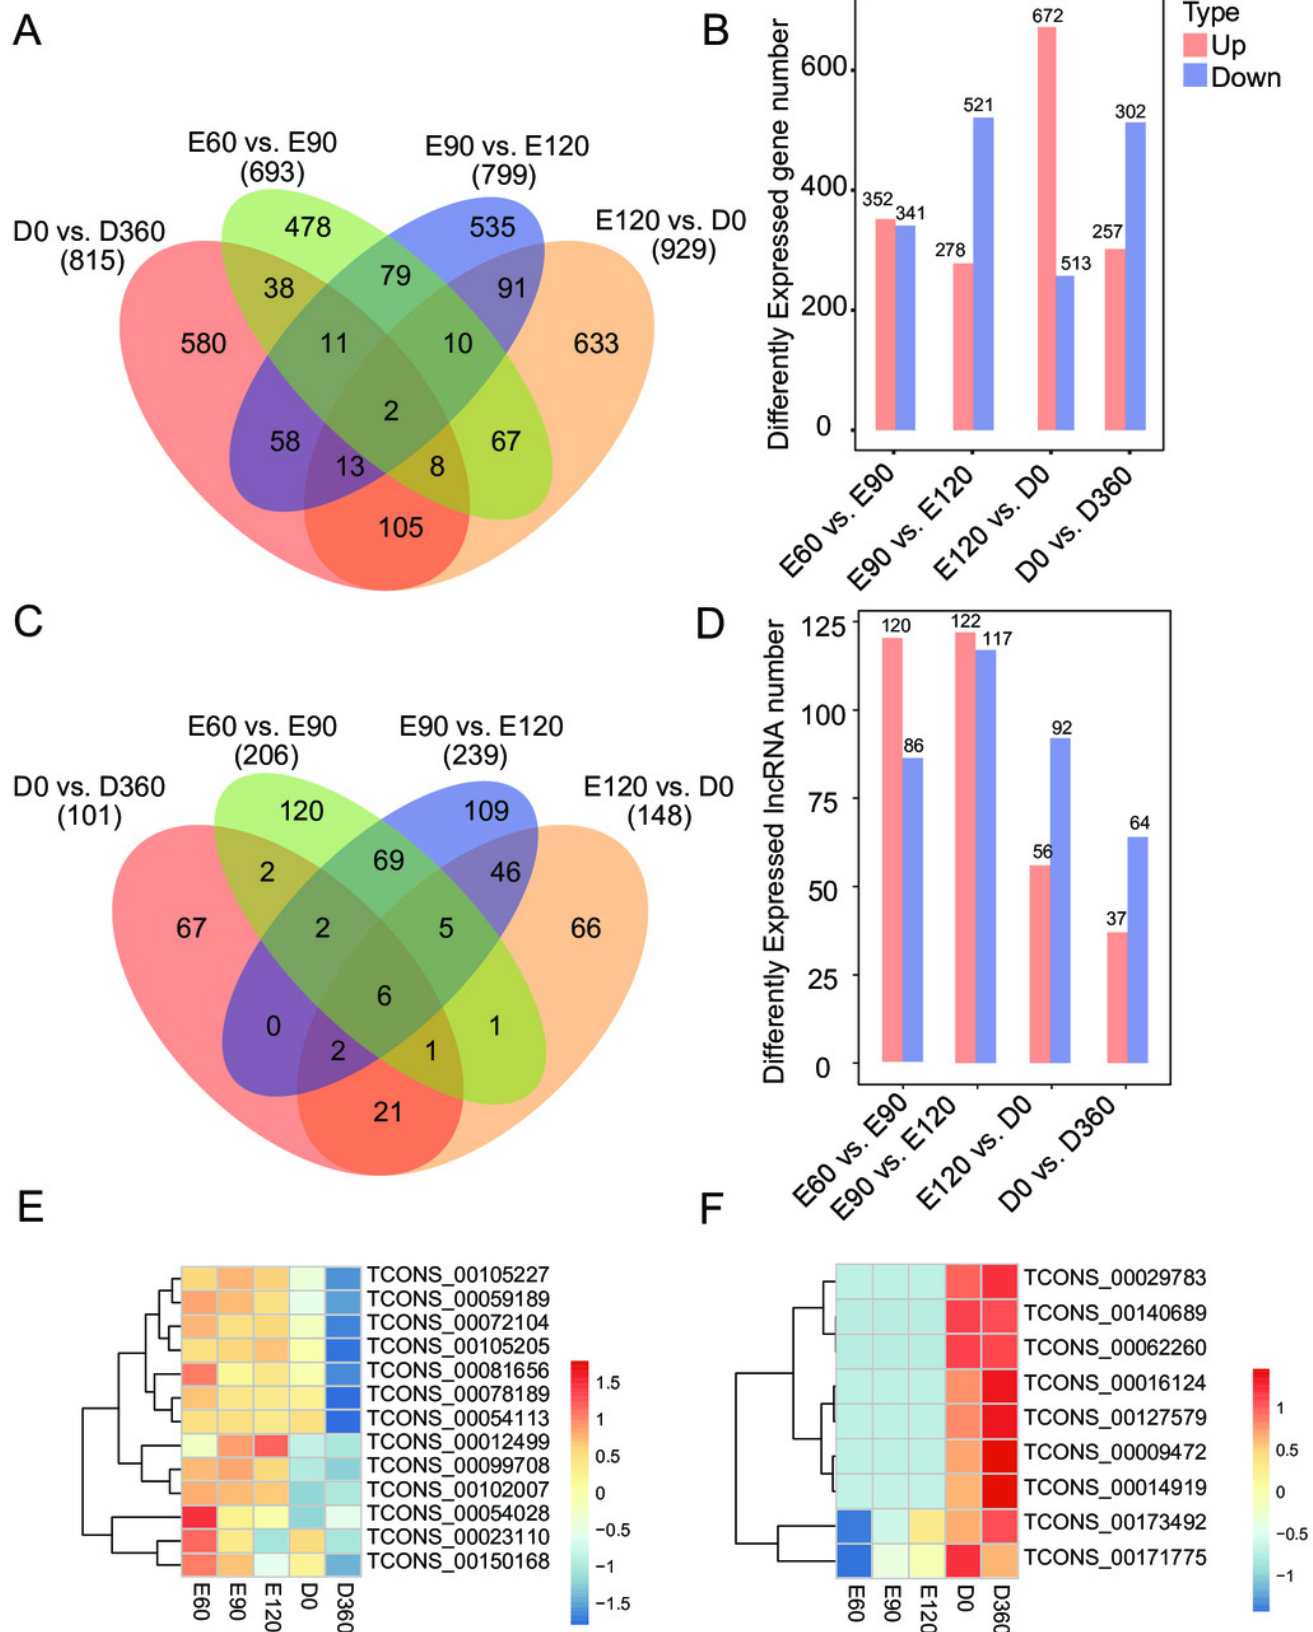 A
E60 vs. E90
(693)
E90 vs. E120
(799)
D0 vs. D360
(815)
E120 vs. D0
(929)
478
535
38
79
91
580
11
10
633
2
58
13
8
67
105
B
Differently Expressed gene number
600
400
200
0
352
341
278
521
672
513
257
302
E60 vs. E90
E90 vs. E120
E120 vs. D0
D0 vs. D360
Type
Up
Down
C
E60 vs. E90
(206)
E90 vs. E120
(239)
D0 vs. D360
(101)
E120 vs. D0
(148)
120
109
2
69
46
67
2
5
66
6
0
2
1
1
21
D
Differently Expressed lncRNA number
125
100
75
50
25
0
120
86
122
117
56
92
37
64
E60 vs. E90
E90 vs. E120
E120 vs. D0
D0 vs. D360
E
TCONS_00105227
TCONS_00059189
TCONS_00072104
TCONS_00105205
TCONS_00081656
TCONS_00078189
TCONS_00054113
TCONS_00012499
TCONS_00099708
TCONS_00102007
TCONS_00054028
TCONS_00023110
TCONS_00150168
E60
E90
E120
D0
D360
1.5
1
0.5
0
−0.5
−1
−1.5
F
TCONS_00029783
TCONS_00140689
TCONS_00062260
TCONS_00016124
TCONS_00127579
TCONS_00009472
TCONS_00014919
TCONS_00173492
TCONS_00171775
E60
E90
E120
D0
D360
1
0.5
0
−0.5
−1